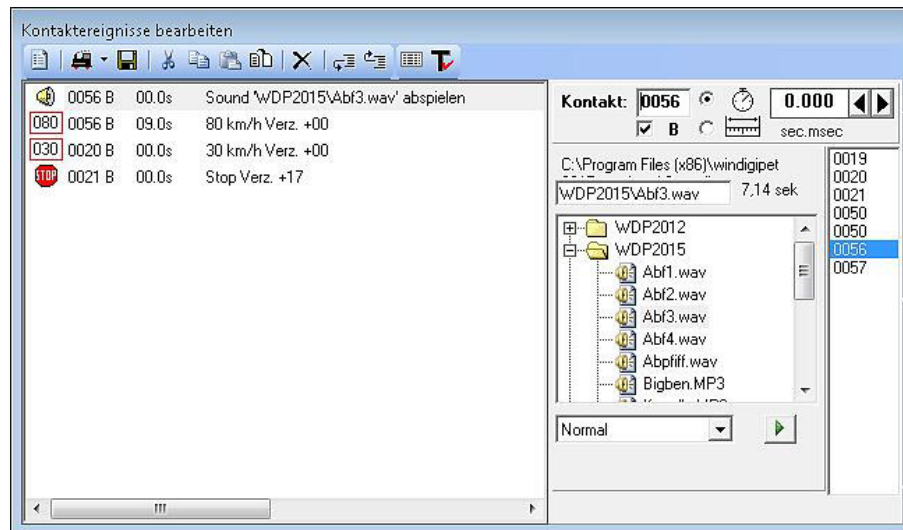 Kontaktereignisse bearbeiten
0056 B 00.0s Sound 'WDP2015\Abf3.wav' abspielen
080 0056 B 09.0s 80 km/h Verz. +00
030 0020 B 00.0s 30 km/h Verz. +00
STOP 0021 B 00.0s Stop Verz. +17
Kontakt: 0056 0.000
B sec.msec
C:\Program Files (x86)\windigipet
WDP2015\Abf3.wav 7,14 sek
WDP2012
WDP2015
Abf1.wav
Abf2.wav
Abf3.wav
Abf4.wav
Abpfiff.wav
Bigben.MP3
Normal
0019
0020
0021
0050
0050
0056
0057